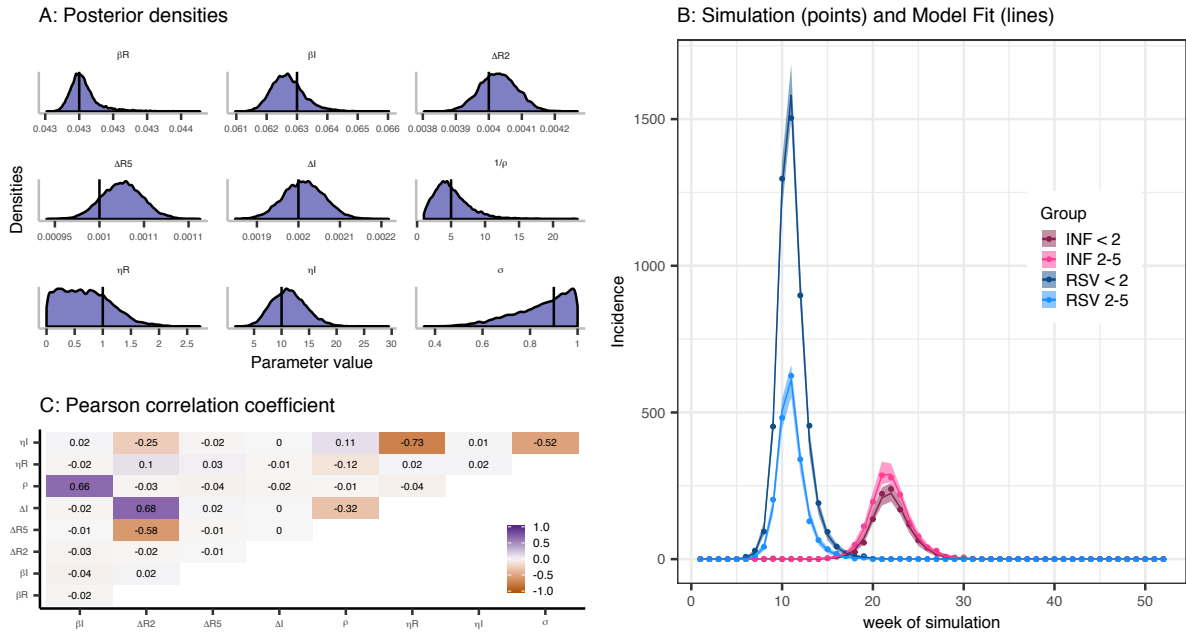 A: Posterior densities
βR
βI
ΔR2
0.043 0.043 0.043 0.043 0.044
0.061 0.062 0.063 0.064 0.065 0.066
0.0038 0.0039 0.004 0.0041 0.0042
ΔR5
ΔI
1/ρ
0.00095 0.001 0.0011 0.0011
0.0019 0.002 0.0021 0.0022
0 5 10 20
ηR
ηI
σ
0 0.5 1 1.5 2 2.5
5 10 15 20 25 30
0.4 0.6 0.8 1
Densities
Parameter value
B: Simulation (points) and Model Fit (lines)
1500
1000
500
0
Incidence
0 10 20 30 40 50
week of simulation
Group
INF < 2
INF 2-5
RSV < 2
RSV 2-5
C: Pearson correlation coefficient
ηI 0.02 -0.25 -0.02 0 0.11 -0.73 0.01 -0.52
ηR -0.02 0.1 0.03 -0.01 -0.12 0.02 0.02
ρ 0.66 -0.03 -0.04 -0.02 -0.01 -0.04
ΔI -0.02 0.68 0.02 0 -0.32
ΔR5 -0.01 -0.58 -0.01 0
ΔR2 -0.03 -0.02 -0.01
βI -0.04 0.02
βR -0.02
βI ΔR2 ΔR5 ΔI ρ ηR ηI σ
1.0
0.5
0.0
-0.5
-1.0